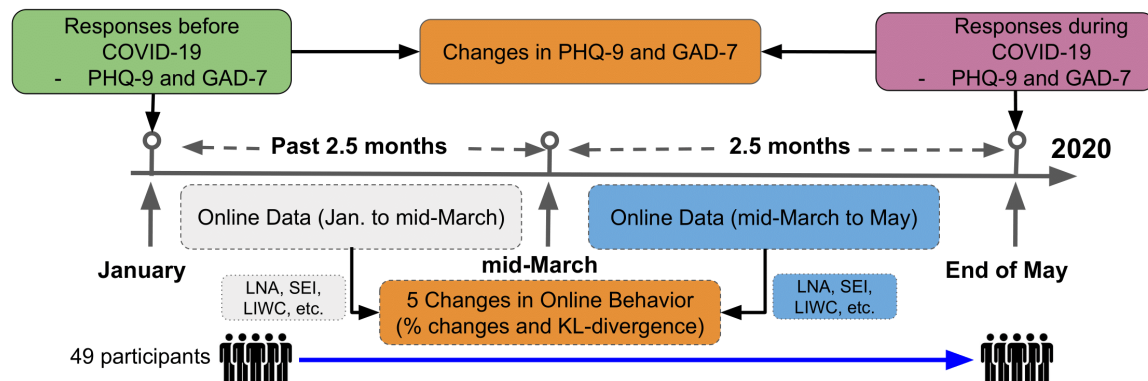 Responses before
COVID-19
- PHQ-9 and GAD-7
Changes in PHQ-9 and GAD-7
Responses during
COVID-19
- PHQ-9 and GAD-7
Past 2.5 months
2.5 months
2020
Online Data (Jan. to mid-March)
Online Data (mid-March to May)
January
mid-March
End of May
LNA, SEI,
LIWC, etc.
5 Changes in Online Behavior
(% changes and KL-divergence)
LNA, SEI,
LIWC, etc.
49 participants